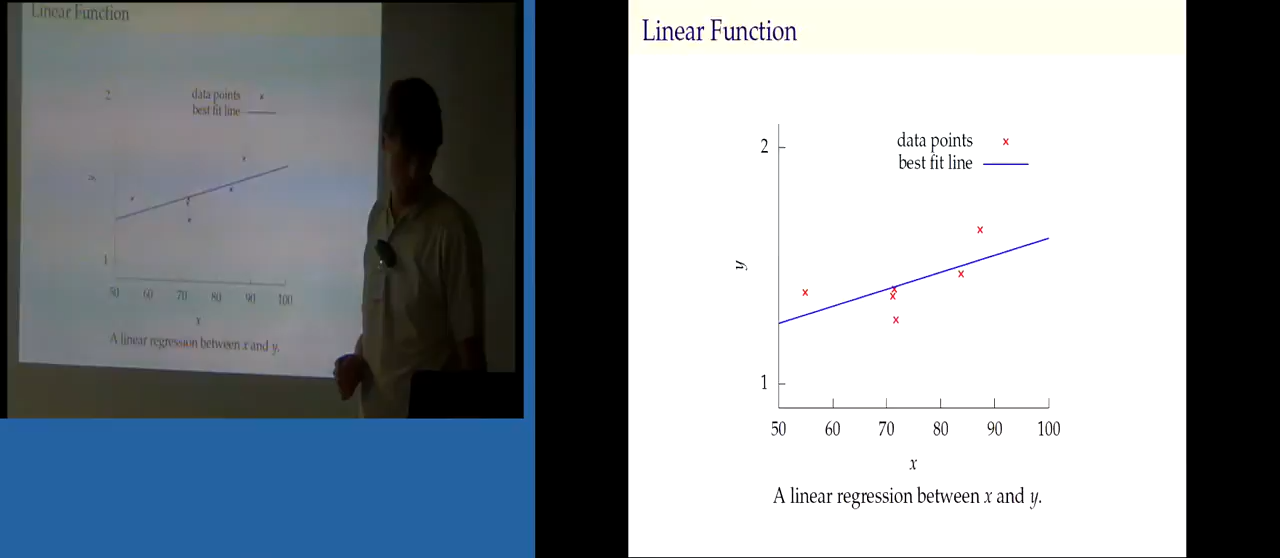 Linear Function
2
data points
best fit line
y
1
50 60 70 80 90 100
x
A linear regression between x and y.
Linear Function
2
data points
best fit line
y
1
50 60 70 80 90 100
x
A linear regression between x and y.